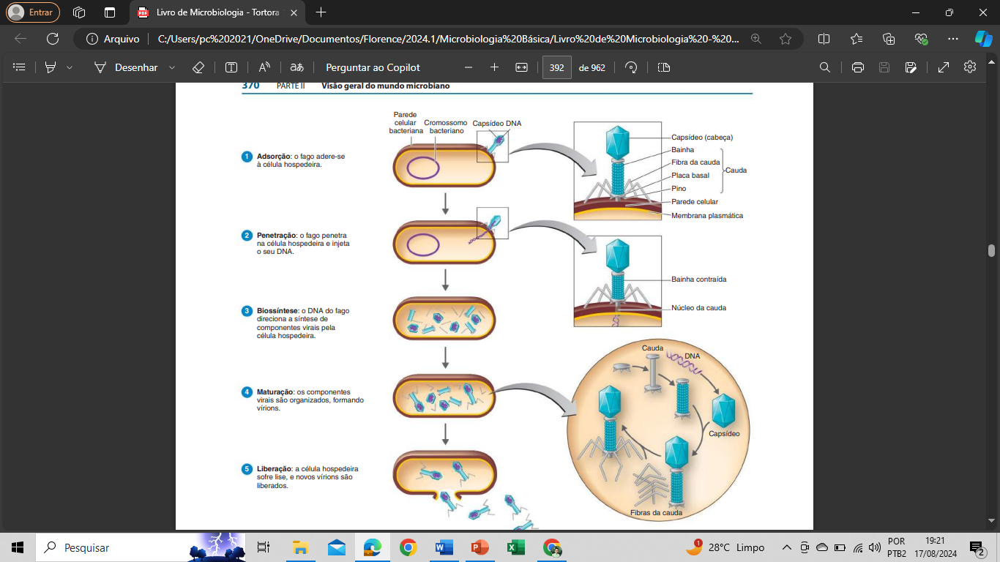 Entrar
Livro de Microbiologia - Tortora
Arquivo
C:/Users/pc%202021/OneDrive/Documentos/Florence/2024.1/Microbiologia%20Básica/Livro%20de%20Microbiologia%20-%20...
Desenhar
Perguntar ao Copilot
392
de 962
370 PARTE II Visão geral do mundo microbiano
Parede
celular
bacteriana
Cromossomo
bacteriano
Capsídeo DNA
1 Adsorção: o fago adere-se
à célula hospedeira.
Capsídeo (cabeça)
Bainha
Fibra da cauda
Placa basal
Pino
Cauda
Parede celular
Membrana plasmática
2 Penetração: o fago penetra
na célula hospedeira e injeta
o seu DNA.
Bainha contraída
Núcleo da cauda
3 Biossíntese: o DNA do fago
direciona a síntese de
componentes virais pela
célula hospedeira.
4 Maturação: os componentes
virais são organizados, formando
vírions.
Cauda
DNA
Capsídeo
Fibras da cauda
5 Liberação: a célula hospedeira
sofre lise, e novos vírions são
liberados.
Pesquisar
28°C Limpo
POR
PTB2
19:21
17/08/2024
2